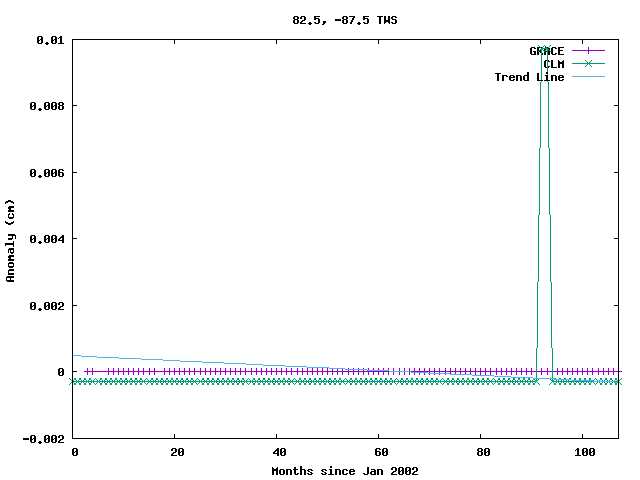 82.5, -87.5 TWS
0.01
0.008
0.006
0.004
0.002
0
-0.002
Anomaly (cm)
GRACE
CLM
Trend Line
0 20 40 60 80 100
Months since Jan 2002